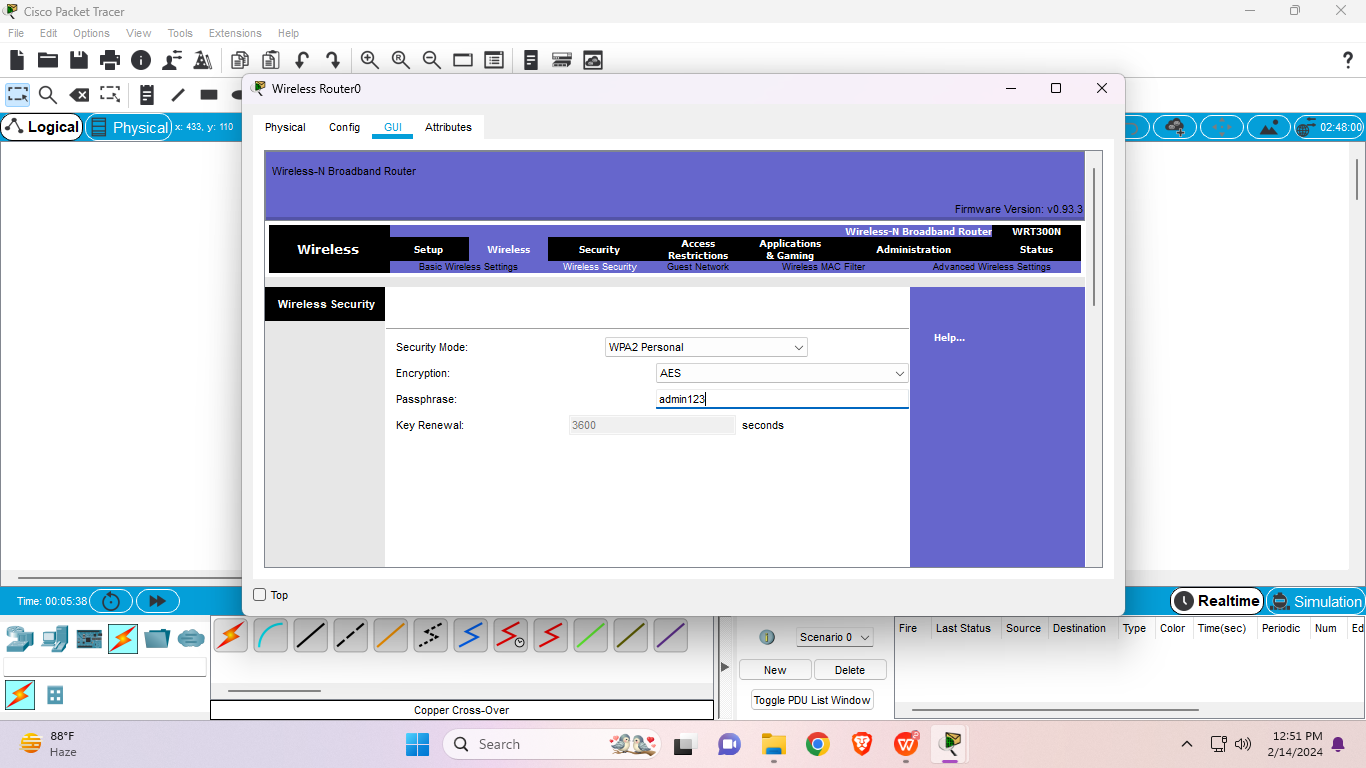 Cisco Packet Tracer
File Edit Options View Tools Extensions Help
?
Wireless Router0
Logical Physical x: 433, y: 110
02:48:00
Physical Config GUI Attributes
Wireless-N Broadband Router
Firmware Version: v0.93.3
Wireless-N Broadband Router WRT300N
Wireless
Setup Wireless Security Access Restrictions Applications & Gaming Administration Status
Basic Wireless Settings Wireless Security Guest Network Wireless MAC Filter Advanced Wireless Settings
Wireless Security
Help...
Security Mode: WPA2 Personal
Encryption: AES
Passphrase: admin123
Key Renewal: 3600 seconds
Top
Time: 00:05:38
Realtime Simulation
Scenario 0
Fire Last Status Source Destination Type Color Time(sec) Periodic Num Ed
New Delete
Toggle PDU List Window
Copper Cross-Over
88°F
Haze
Search
12:51 PM
2/14/2024